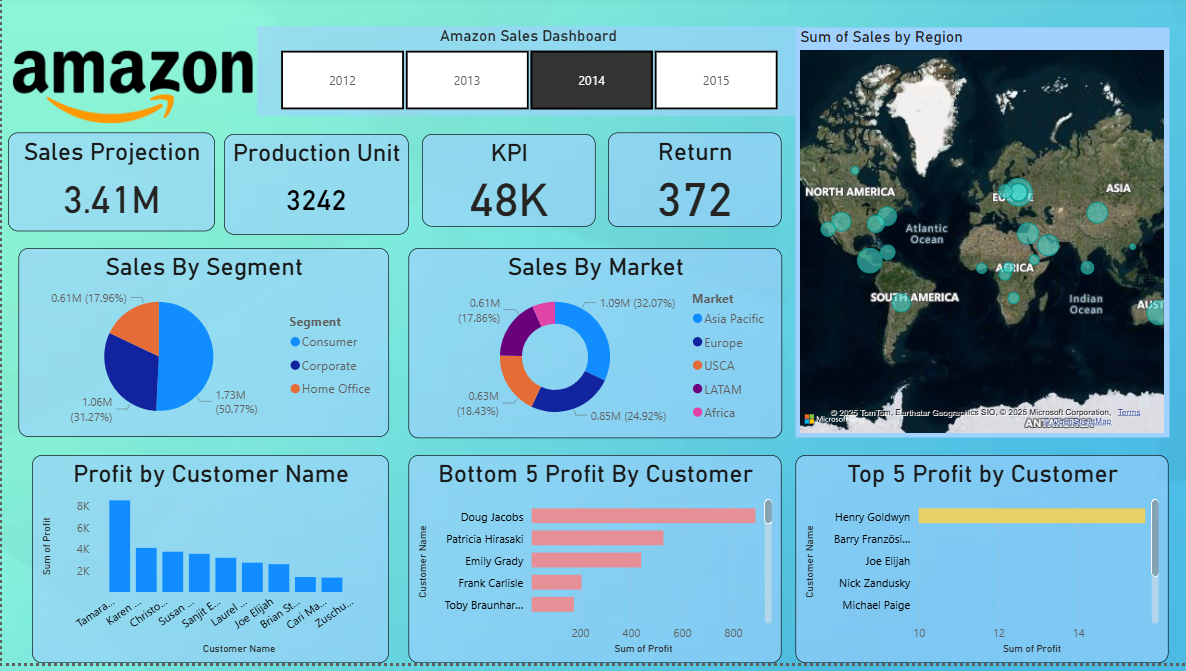 amazon
Amazon Sales Dashboard
2012
2013
2014
2015
Sales Projection
3.41M
Production Unit
3242
KPI
48K
Return
372
Sum of Sales by Region
NORTH AMERICA
ASIA
Atlantic
Ocean
AFRICA
SOUTH AMERICA
Indian
Ocean
AUST
© 2025 TomTom, Earthstar Geographics SIO, © 2025 Microsoft Corporation,
Terms
Sales By Segment
0.61M (17.96%)
1.06M
(31.27%)
1.73M
(50.77%)
Segment
Consumer
Corporate
Home Office
Sales By Market
0.61M
(17.86%)
1.09M (32.07%)
0.63M
(18.43%)
0.85M (24.92%)
Market
Asia Pacific
Europe
USCA
LATAM
Africa
Profit by Customer Name
Sum of Profit
8K
6K
4K
2K
Tamara...
Karen ...
Christo...
Susan ...
Sanjit E...
Laurel ...
Joe Elijah
Brian St...
Cari Ma...
Zuschu...
Customer Name
Bottom 5 Profit By Customer
Customer Name
Doug Jacobs
Patricia Hirasaki
Emily Grady
Frank Carlisle
Toby Braunhar...
200
400
600
800
Sum of Profit
Top 5 Profit by Customer
Customer Name
Henry Goldwyn
Barry Französi...
Joe Elijah
Nick Zandusky
Michael Paige
10
12
14
Sum of Profit